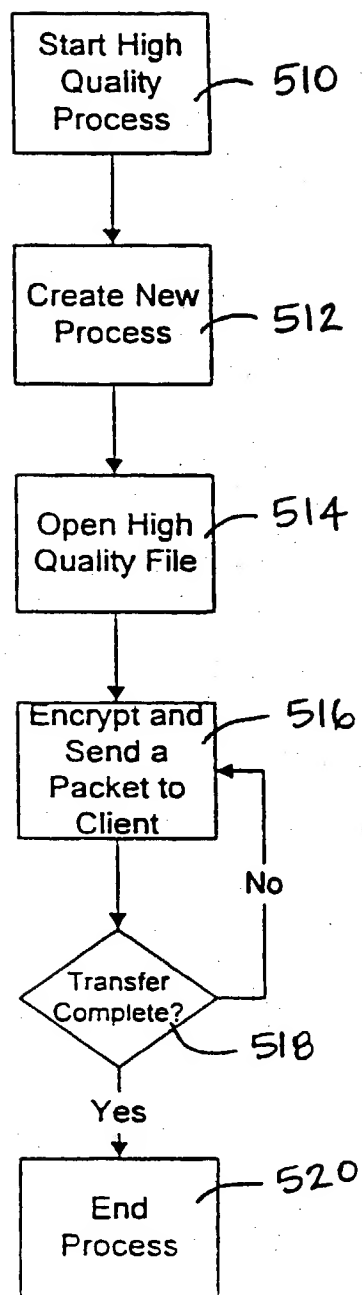 Start High
Quality
Process
510
Create New
Process
512
Open High
Quality File
514
Encrypt and
Send a
Packet to
Client
516
No
Transfer
Complete?
518
Yes
End
Process
520